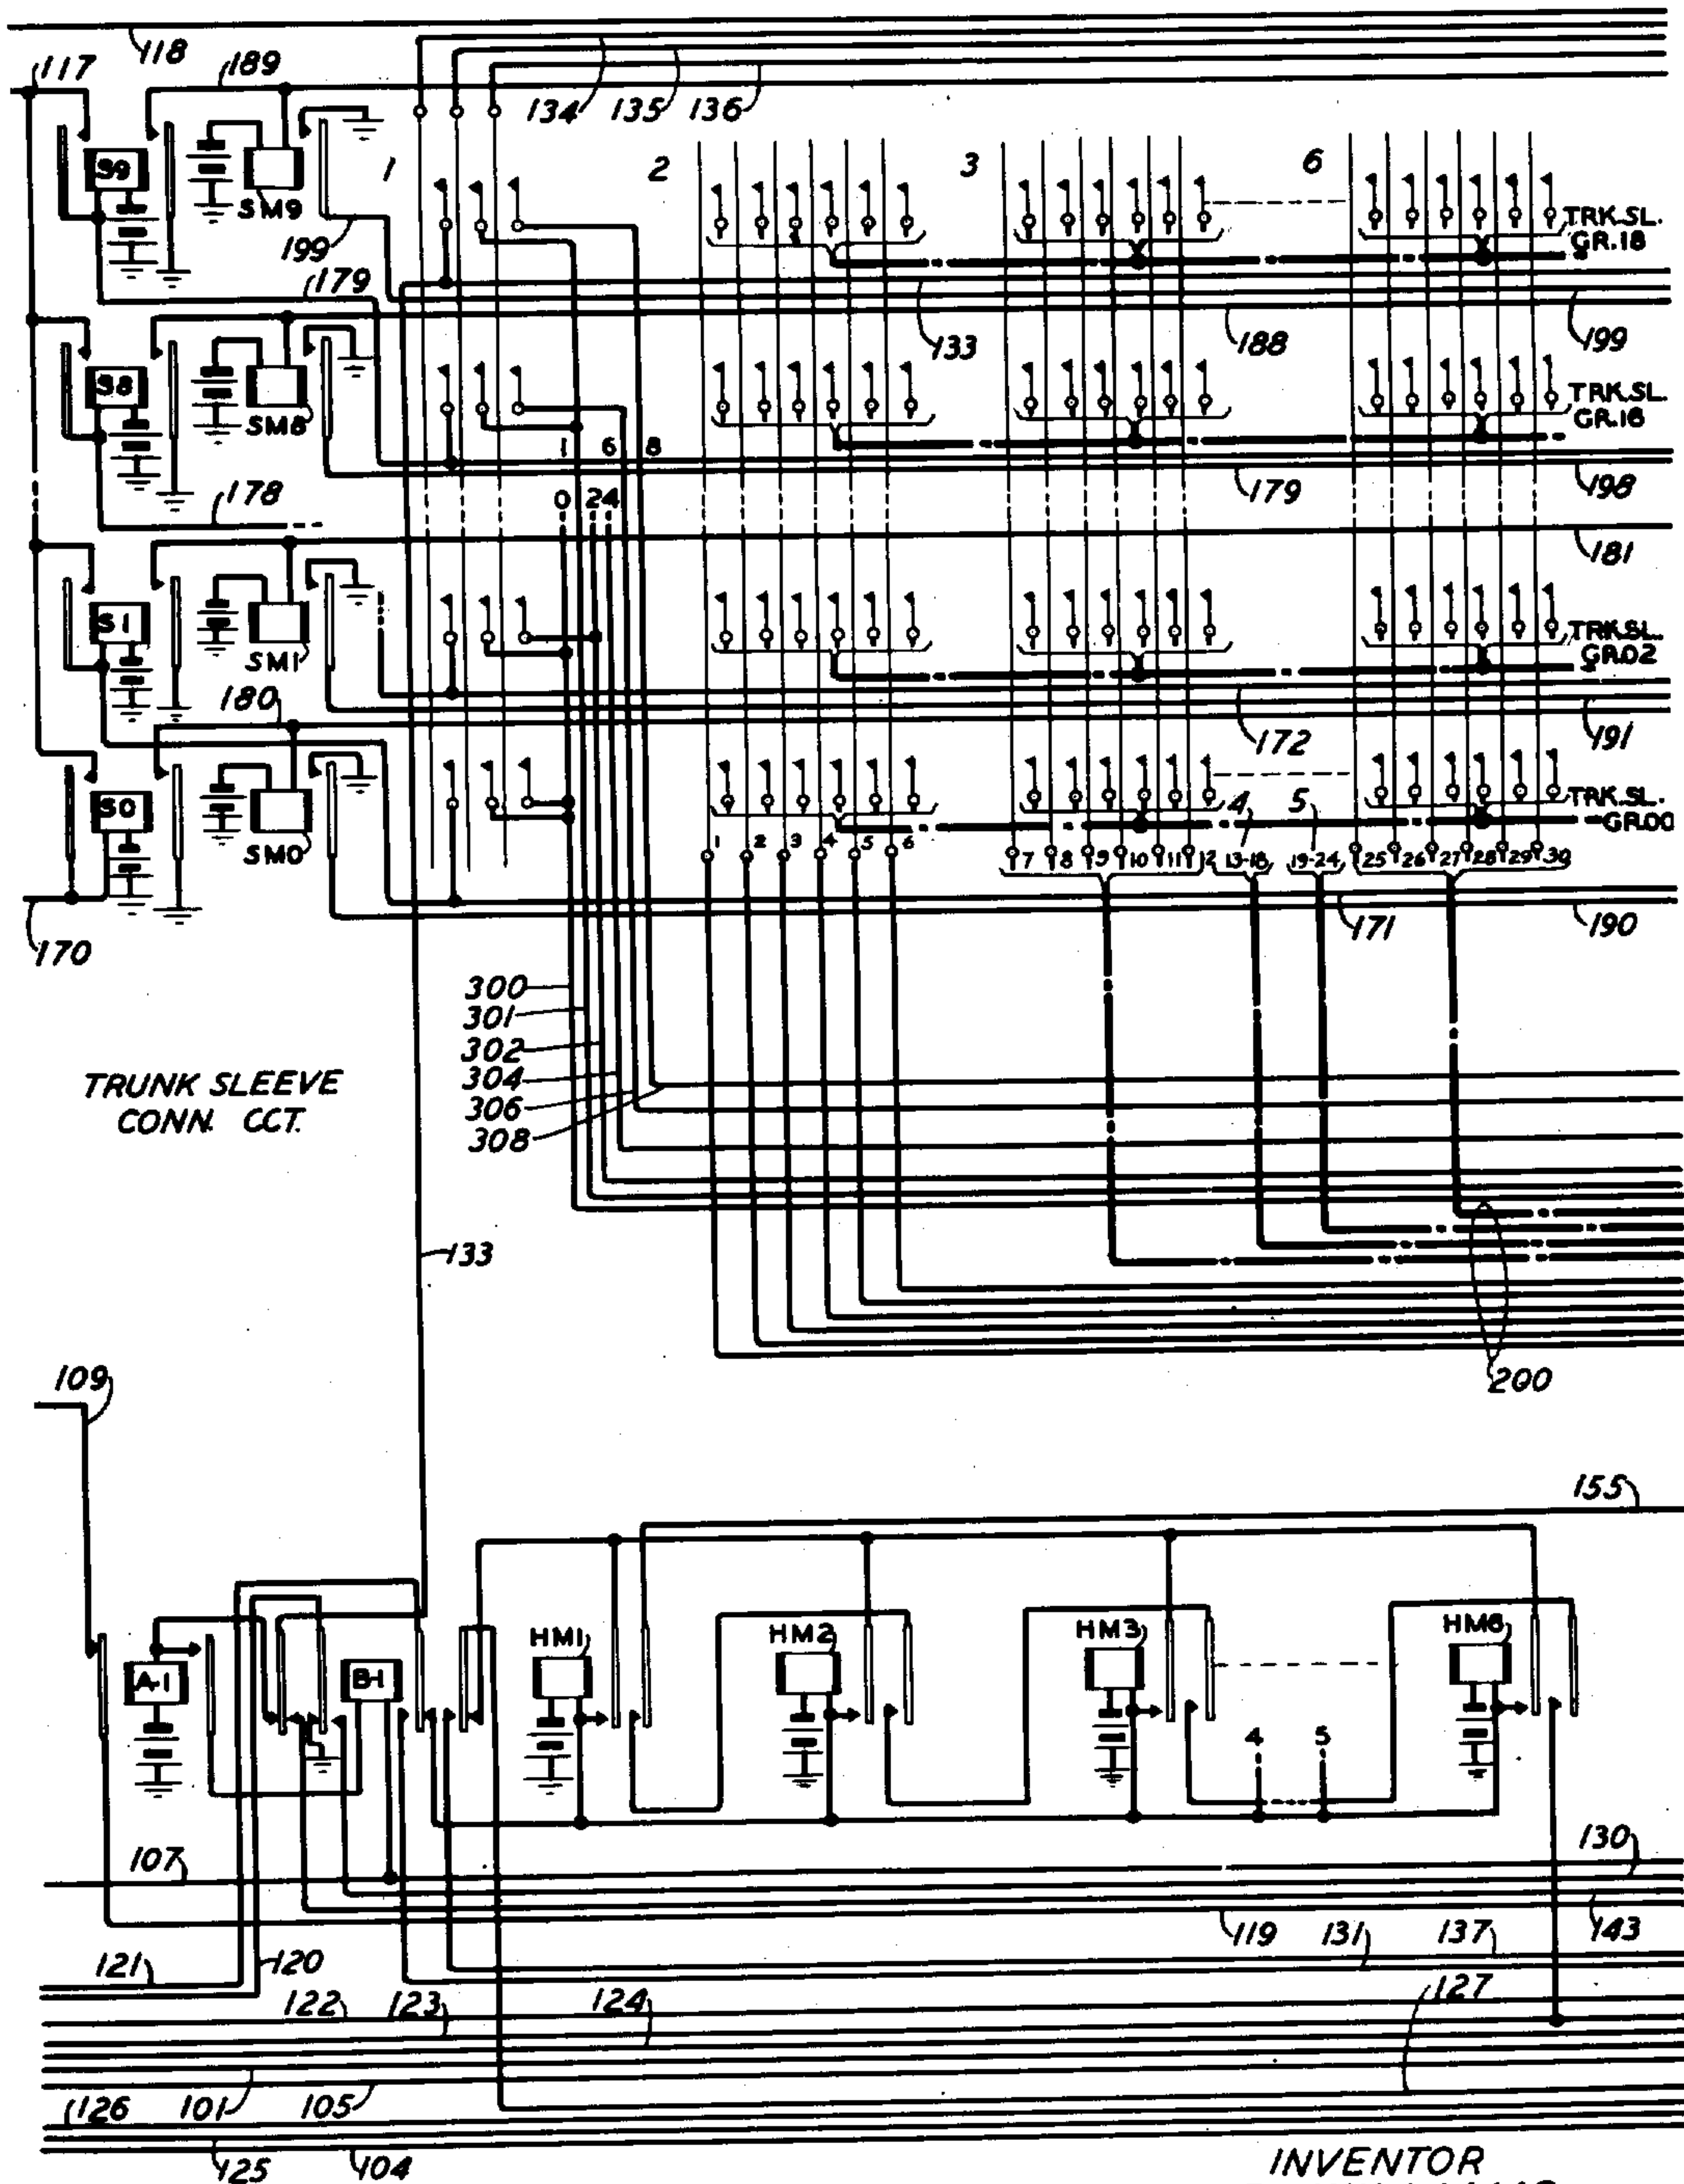 118
117 189
134 135 136
S9
SM9
1 2 3 6
TRK.SL.
GR.18
199
179
133 188 199
S8
SM8
TRK.SL.
GR.16
1 6 8
178
0 2 4
179 198
181
S1
SM1
TRK.SL.
GR.02
180
172 191
S0
SM0
4 5
TRK.SL.
GR.00
1 2 3 4 5 6 7 8 9 10 11 12 13-18 19-24 25 26 27 28 29 30
170
171 190
300
301
302
304
306
308
TRUNK SLEEVE
CONN. CCT.
133
200
109
155
HM1 HM2 HM3 HM6
A-1 B-1
4 5
107 130
119 143
131 137
121 120
122 123 124 127
126 101 105
125 104
INVENTOR